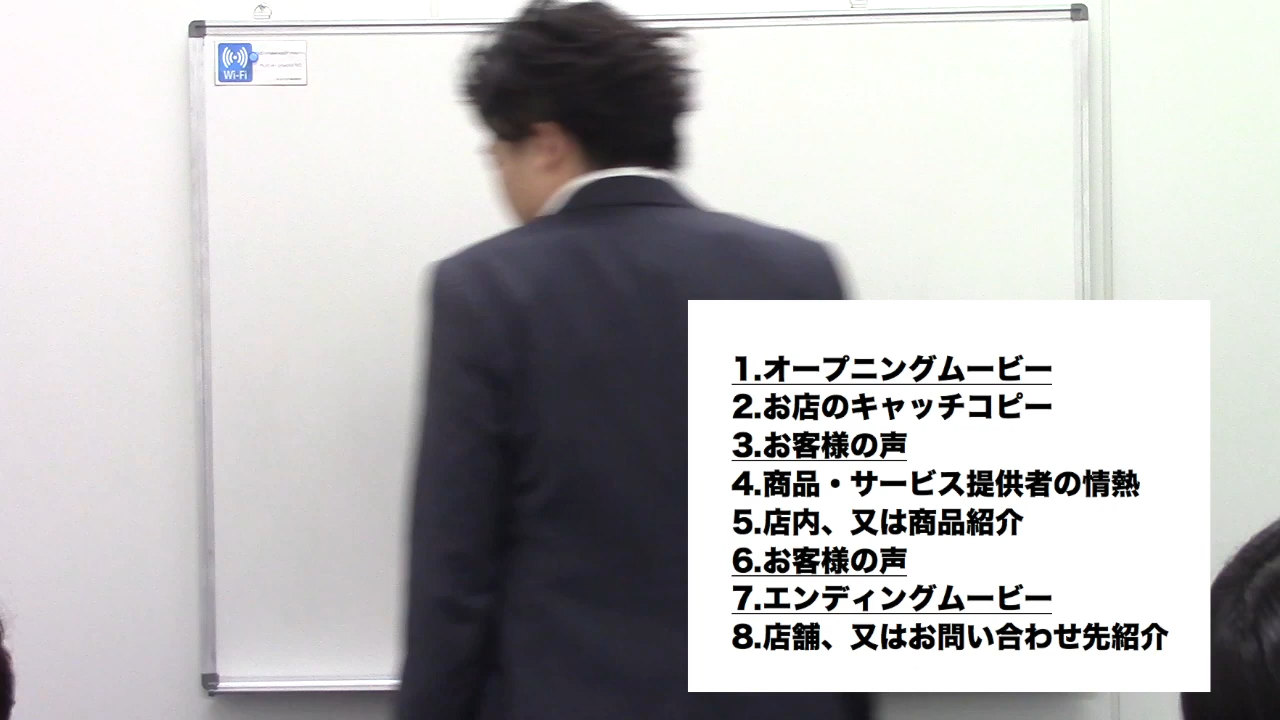 Wi-Fi
1.オープニングムービー
2.お店のキャッチコピー
3.お客様の声
4.商品・サービス提供者の情熱
5.店内、又は商品紹介
6.お客様の声
7.エンディングムービー
8.店舗、又はお問い合わせ先紹介